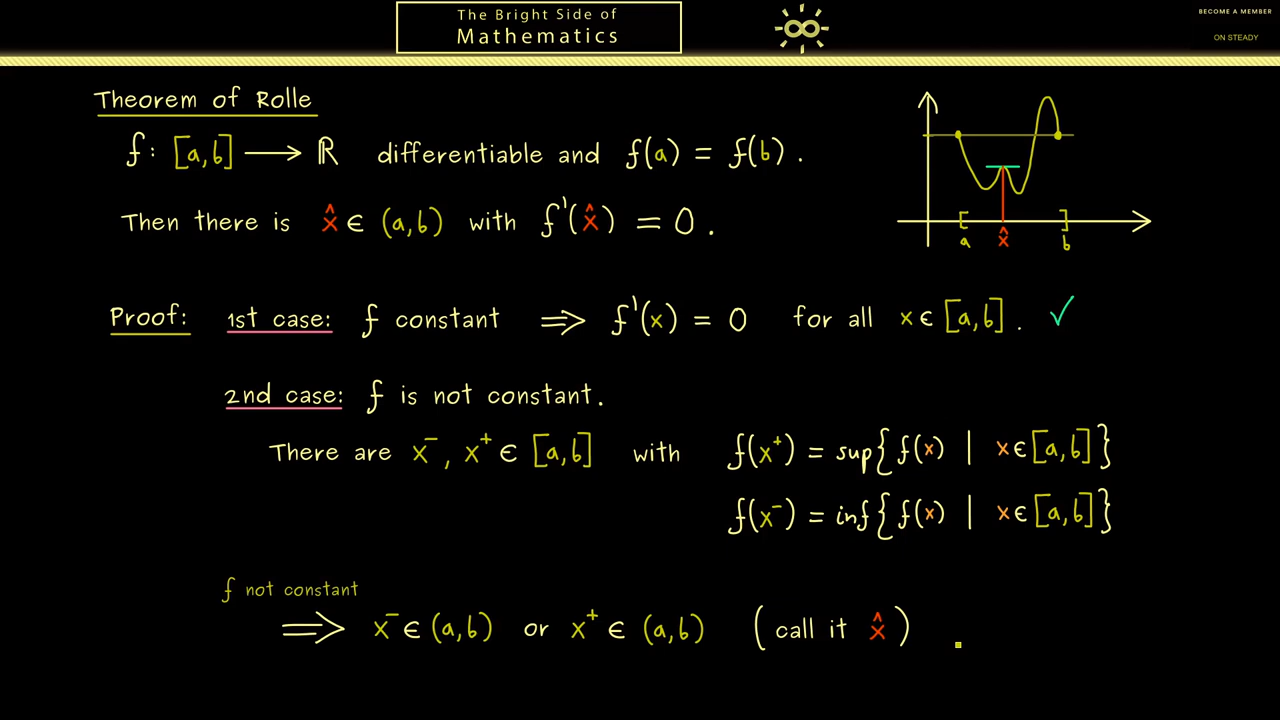 The Bright Side of
Mathematics
BECOME A MEMBER
ON STEADY
Theorem of Rolle
f: [a,b] ⟶ ℝ differentiable and f(a) = f(b).
Then there is x̂ ∈ (a,b) with f'(x̂) = 0.
a x̂ b
Proof: 1st case: f constant ⟹ f'(x) = 0 for all x ∈ [a,b]. ✓
2nd case: f is not constant.
There are x⁻, x⁺ ∈ [a,b] with f(x⁺) = sup{ f(x) | x ∈ [a,b] }
f(x⁻) = inf{ f(x) | x ∈ [a,b] }
f not constant
⟹ x⁻ ∈ (a,b) or x⁺ ∈ (a,b) (call it x̂)